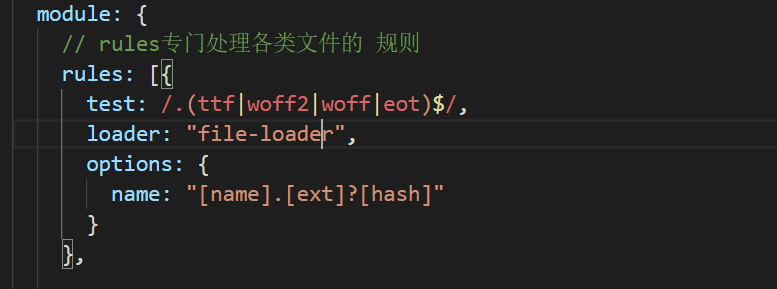 module: {
// rules专门处理各类文件的 规则
rules: [{
test: /.(ttf|woff2|woff|eot)$/,
loader: "file-loader",
options: {
name: "[name].[ext]?[hash]"
}
},